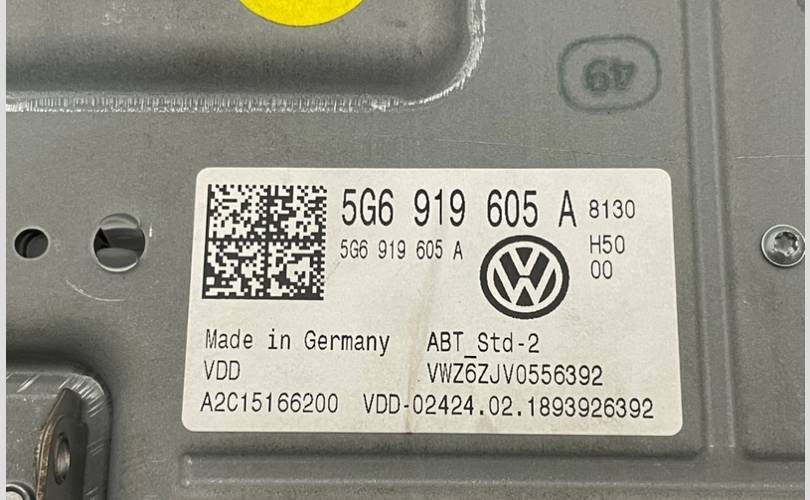 49
5G6 919 605 A 8130
5G6 919 605 A H50
00
Made in Germany ABT_Std-2
VDD VWZ6ZJV0556392
A2C15166200 VDD-02424.02.1893926392